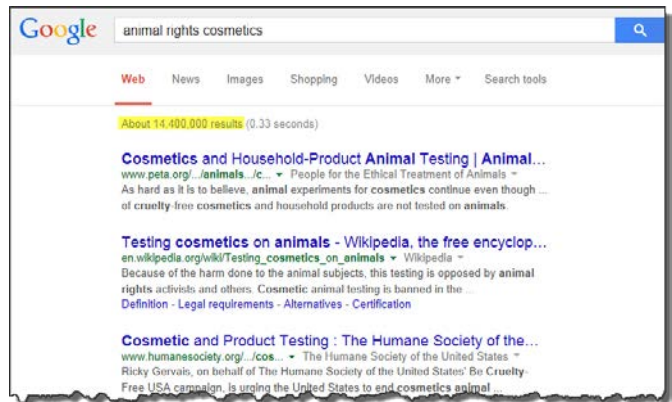 Google animal rights cosmetics
Web News Images Shopping Videos More Search tools
About 14,400,000 results (0.33 seconds)
Cosmetics and Household-Product Animal Testing | Animal...
www.peta.org/.../animals.../c... People for the Ethical Treatment of Animals
As hard as it is to believe, animal experiments for cosmetics continue even though ...
of cruelty-free cosmetics and household products are not tested on animals.
Testing cosmetics on animals - Wikipedia, the free encyclop...
en.wikipedia.org/wiki/Testing_cosmetics_on_animals Wikipedia
Because of the harm done to the animal subjects, this testing is opposed by animal
rights activists and others. Cosmetic animal testing is banned in the ...
Definition - Legal requirements - Alternatives - Certification
Cosmetic and Product Testing : The Humane Society of the...
www.humanesociety.org/.../cos... The Humane Society of the United States
Ricky Gervais, on behalf of The Humane Society of the United States' Be Cruelty-
Free USA campaign, is urging the United States to end cosmetics animal ...